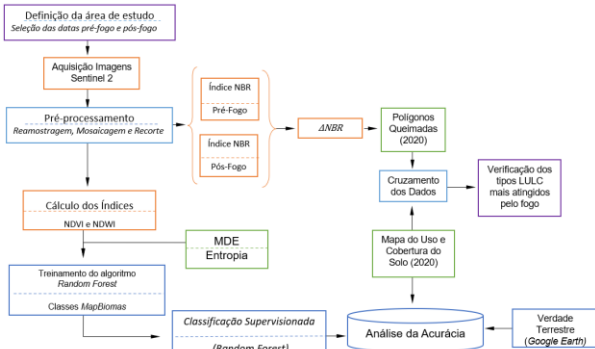 Definição da área de estudo
Seleção das datas pré-fogo e pós-fogo
Aquisição Imagens
Sentinel 2
Pré-processamento
Reamostragem, Mosaicagem e Recorte
Índice NBR
Pré-Fogo
Índice NBR
Pós-Fogo
ΔNBR
Polígonos
Queimadas
(2020)
Cruzamento
dos Dados
Verificação dos
tipos LULC
mais atingidos
pelo fogo
Cálculo dos Índices
NDVI e NDWI
MDE
Entropia
Mapa do Uso e
Cobertura do
Solo (2020)
Treinamento do algoritmo
Random Forest
Classes MapBiomas
Classificação Supervisionada
(Random Forest)
Análise da Acurácia
Verdade
Terrestre
(Google Earth)